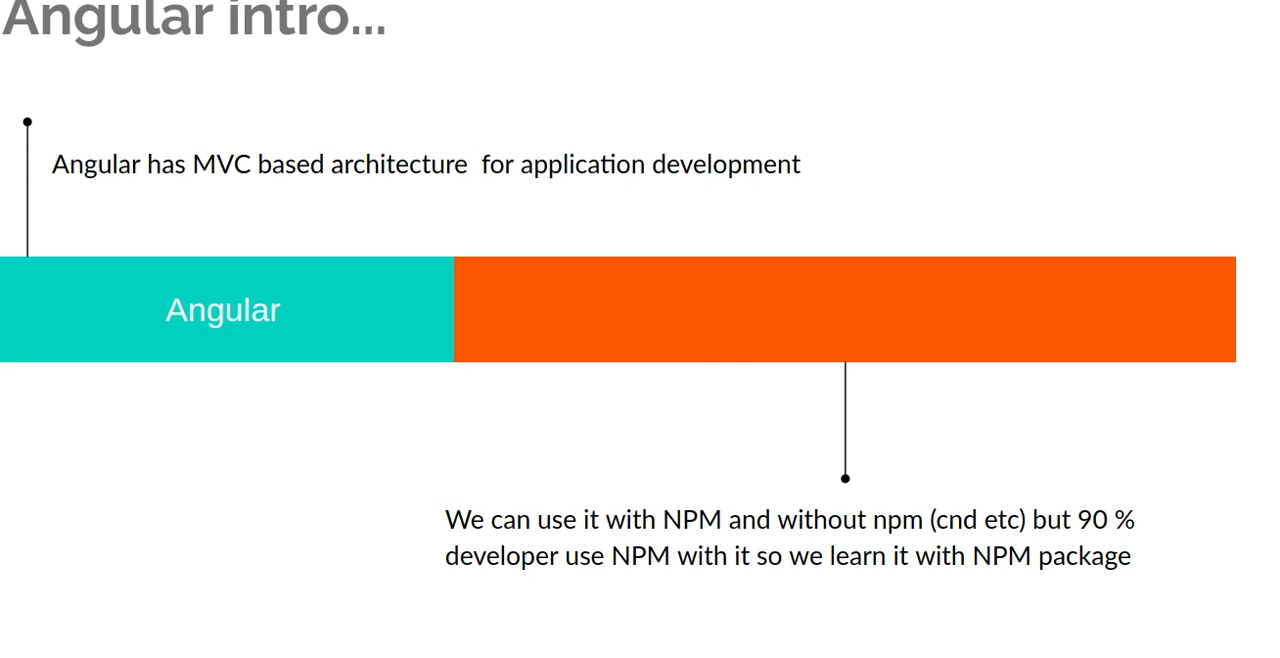 Angular intro...
Angular has MVC based architecture  for application development
Angular
We can use it with NPM and without npm (cnd etc) but 90 %
developer use NPM with it so we learn it with NPM package